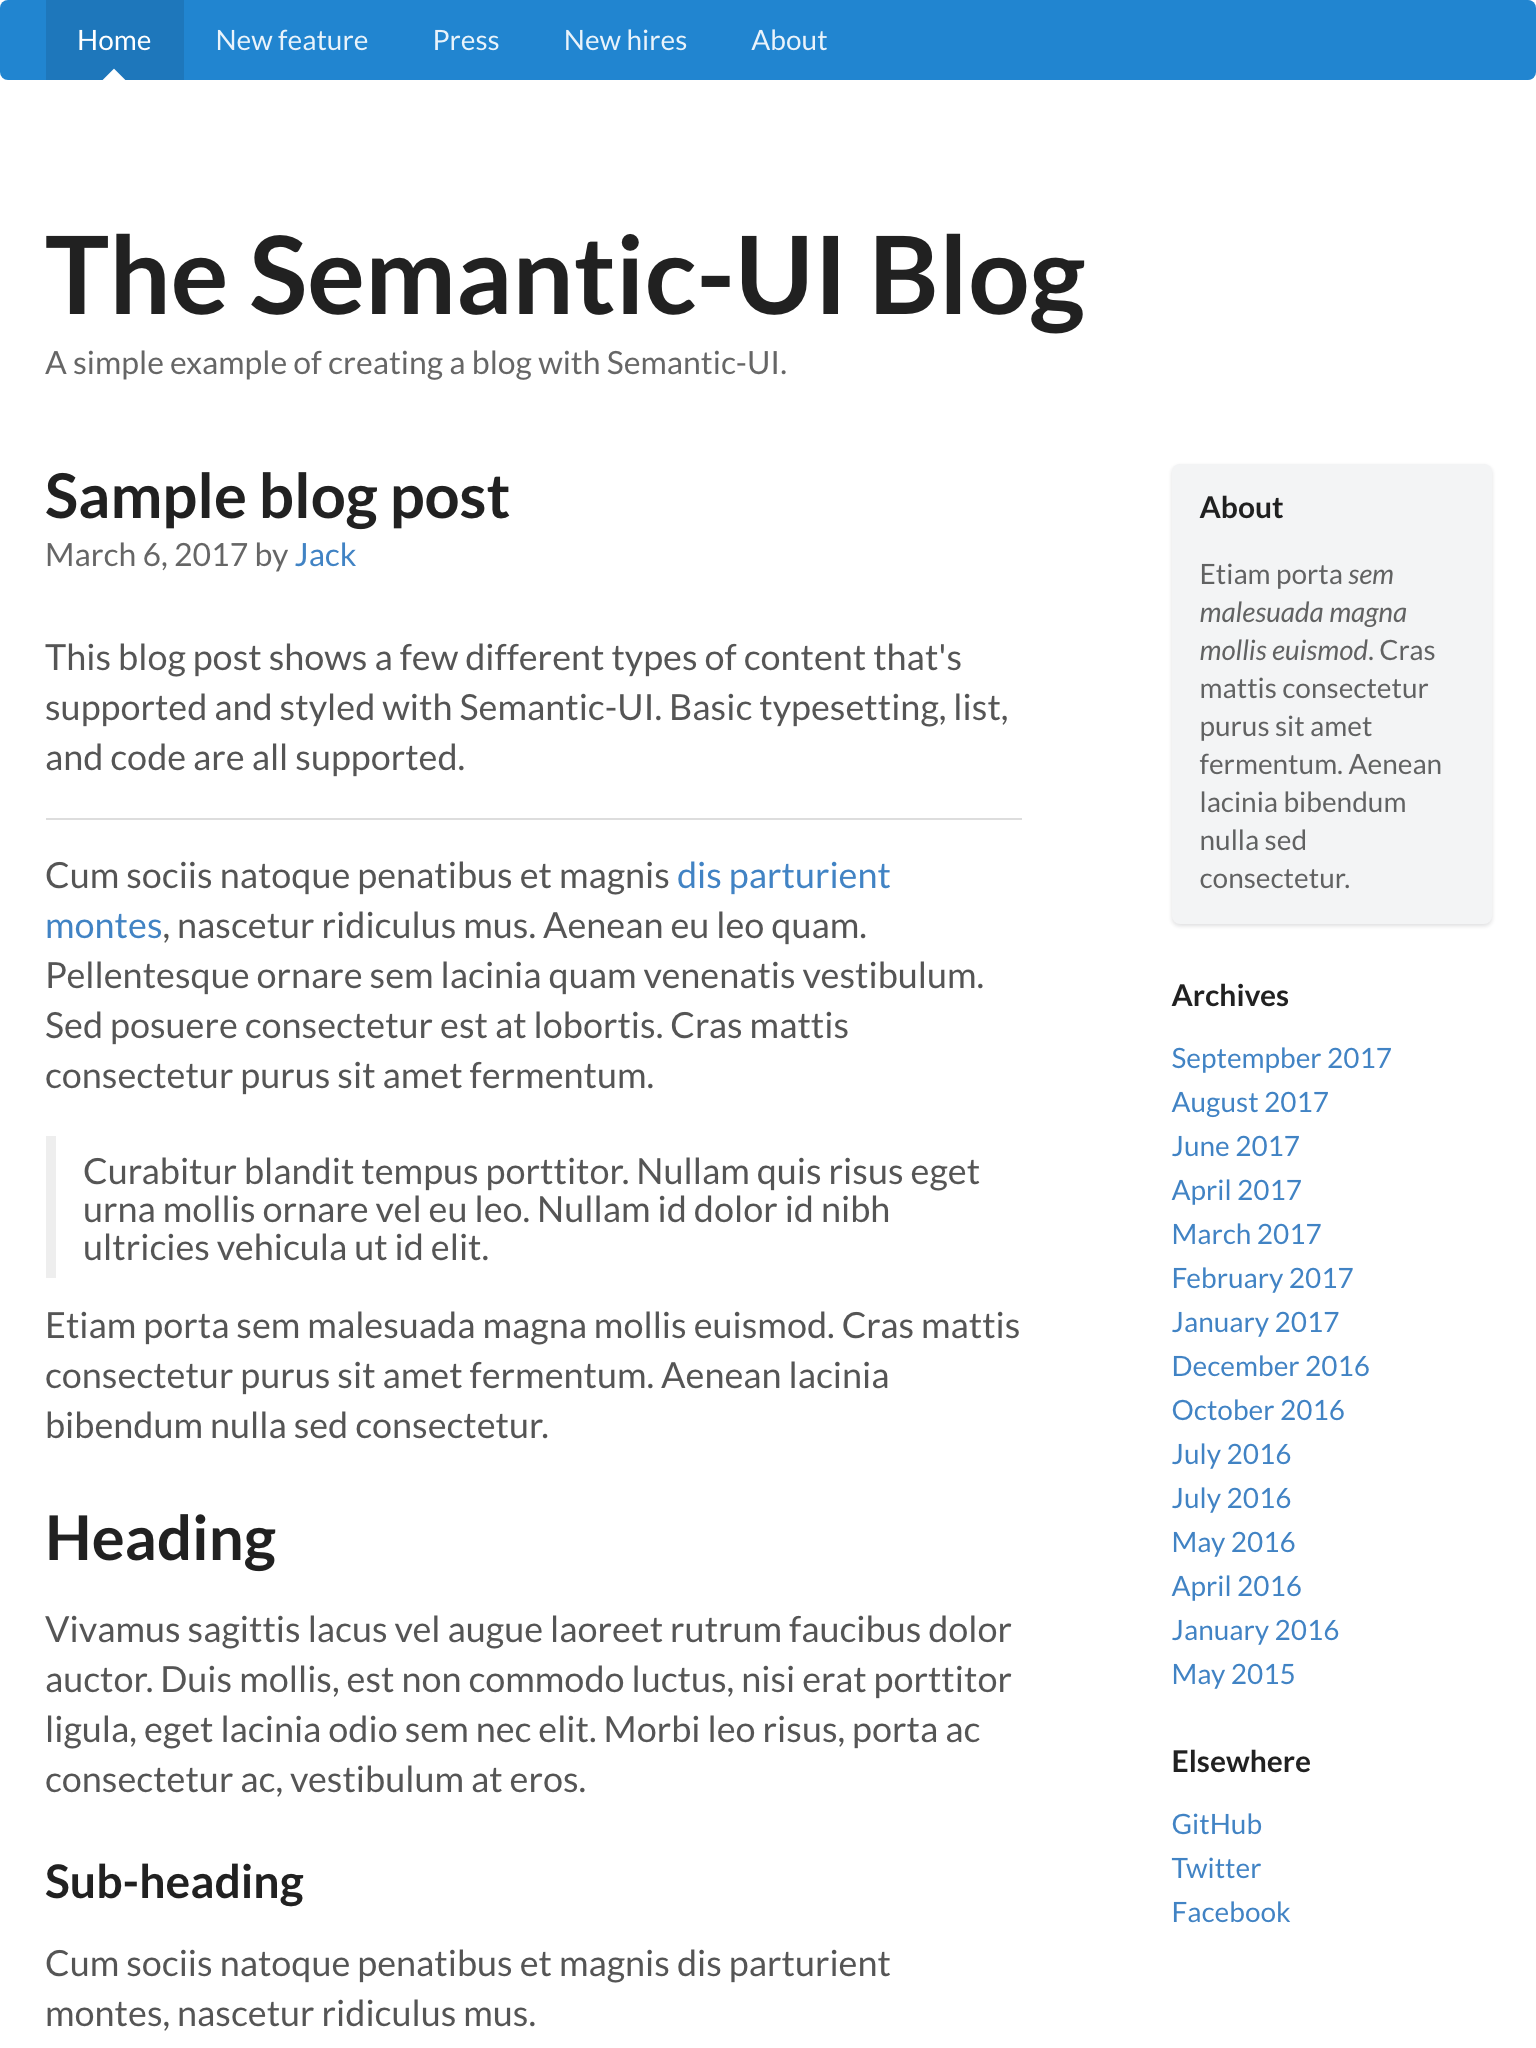 Home New feature Press New hires About
The Semantic-UI Blog
A simple example of creating a blog with Semantic-UI.
Sample blog post
March 6, 2017 by Jack
This blog post shows a few different types of content that's
supported and styled with Semantic-UI. Basic typesetting, list,
and code are all supported.
Cum sociis natoque penatibus et magnis dis parturient
montes, nascetur ridiculus mus. Aenean eu leo quam.
Pellentesque ornare sem lacinia quam venenatis vestibulum.
Sed posuere consectetur est at lobortis. Cras mattis
consectetur purus sit amet fermentum.
Curabitur blandit tempus porttitor. Nullam quis risus eget
urna mollis ornare vel eu leo. Nullam id dolor id nibh
ultricies vehicula ut id elit.
Etiam porta sem malesuada magna mollis euismod. Cras mattis
consectetur purus sit amet fermentum. Aenean lacinia
bibendum nulla sed consectetur.
Heading
Vivamus sagittis lacus vel augue laoreet rutrum faucibus dolor
auctor. Duis mollis, est non commodo luctus, nisi erat porttitor
ligula, eget lacinia odio sem nec elit. Morbi leo risus, porta ac
consectetur ac, vestibulum at eros.
Sub-heading
Cum sociis natoque penatibus et magnis dis parturient
montes, nascetur ridiculus mus.
About
Etiam porta sem
malesuada magna
mollis euismod. Cras
mattis consectetur
purus sit amet
fermentum. Aenean
lacinia bibendum
nulla sed
consectetur.
Archives
Septempber 2017
August 2017
June 2017
April 2017
March 2017
February 2017
January 2017
December 2016
October 2016
July 2016
July 2016
May 2016
April 2016
January 2016
May 2015
Elsewhere
GitHub
Twitter
Facebook